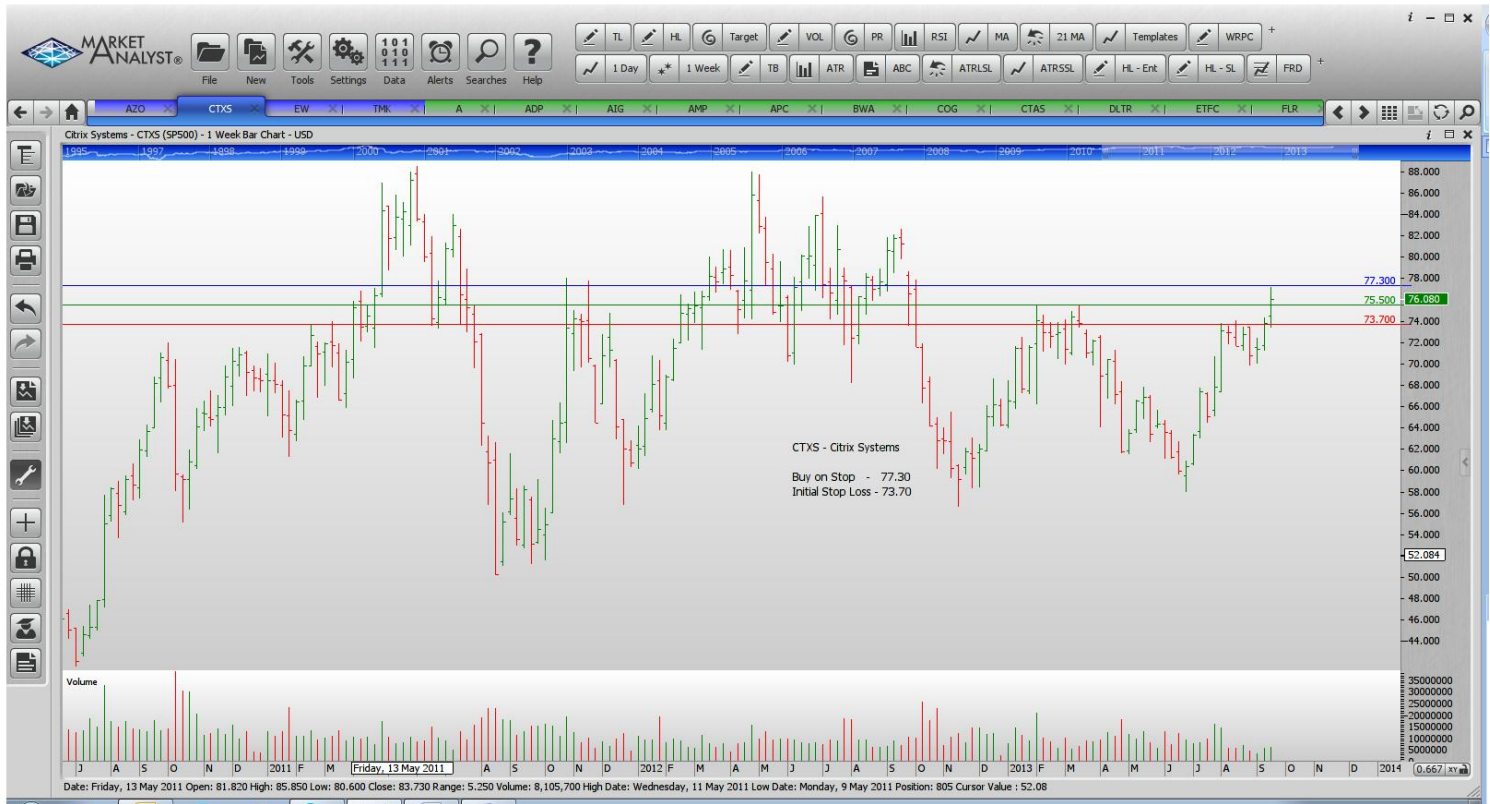 i
MARKET
ANALYST®
File New Tools Settings Data Alerts Searches Help
101
010
111
TL HL Target VOL PR RSI MA 21 MA Templates WRPC +
1 Day 1 Week TB ATR ABC ATRLSL ATRSSL HL - Ent HL - SL FRD +
AZO CTXS EW TMK A ADP AIG AMP APC BWA COG CTAS DLTR ETFC FLR
Citrix Systems - CTXS (SP500) - 1 Week Bar Chart - USD
i
1995 1997 1998 1999 2000 2001 2002 2003 2004 2005 2006 2007 2008 2009 2010 2011 2012 2013
88.000
86.000
84.000
82.000
80.000
78.000
77.300
75.500 76.080
73.700 74.000
72.000
70.000
68.000
66.000
64.000
CTXS - Citrix Systems
62.000
60.000
Buy on Stop - 77.30
Initial Stop Loss - 73.70
58.000
56.000
54.000
52.084
50.000
48.000
46.000
44.000
Volume
35000000
30000000
25000000
20000000
15000000
10000000
5000000
J A S O N D 2011 F M Friday, 13 May 2011 A S O N D 2012 F M A M J J A S O N D 2013 F M A M J J A S O N D 2014 0.667 XY
Date: Friday, 13 May 2011 Open: 81.820 High: 85.850 Low: 80.600 Close: 83.730 Range: 5.250 Volume: 8,105,700 High Date: Wednesday, 11 May 2011 Low Date: Monday, 9 May 2011 Position: 805 Cursor Value : 52.08